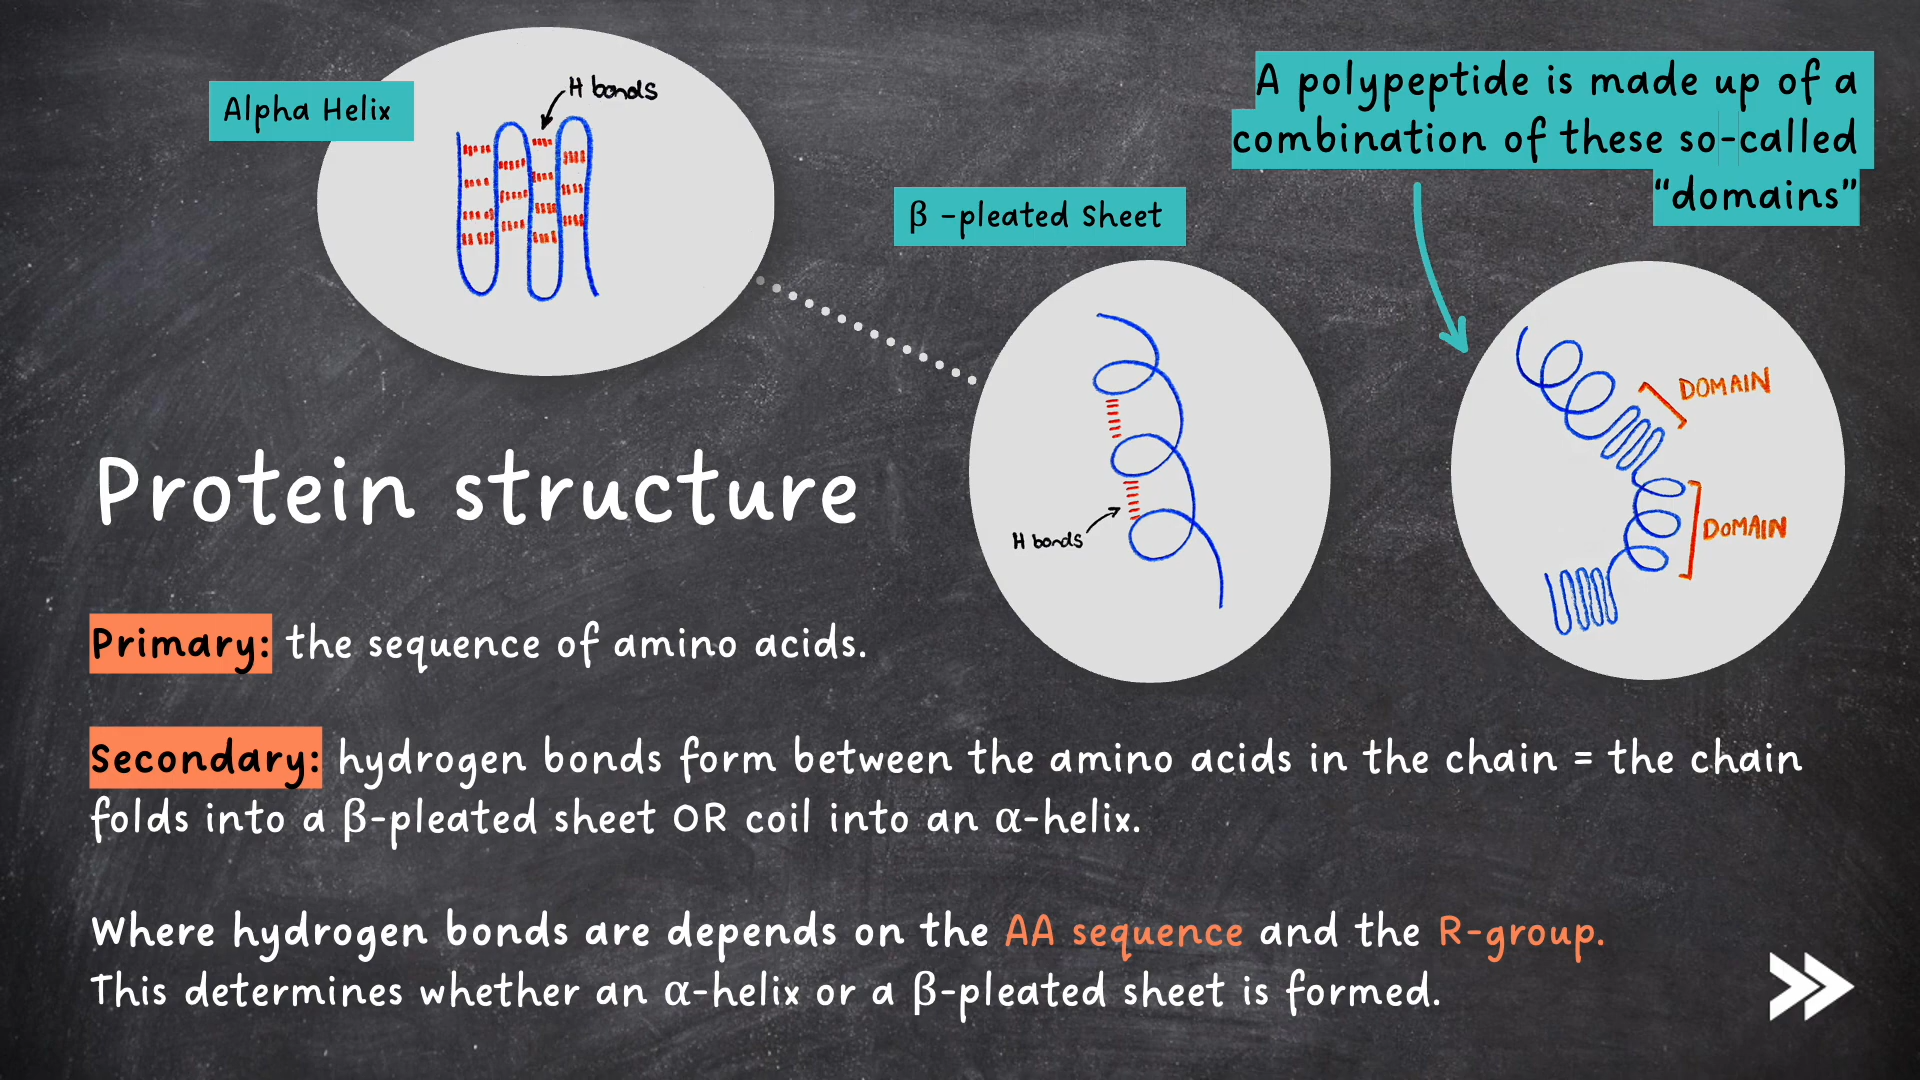 Alpha Helix
H bonds
A polypeptide is made up of a
combination of these so-called
“domains”
β -pleated Sheet
H bonds
DOMAIN
DOMAIN
Protein structure
Primary: the sequence of amino acids.
Secondary: hydrogen bonds form between the amino acids in the chain = the chain
folds into a β-pleated sheet OR coil into an α-helix.
Where hydrogen bonds are depends on the AA sequence and the R-group.
This determines whether an α-helix or a β-pleated sheet is formed.